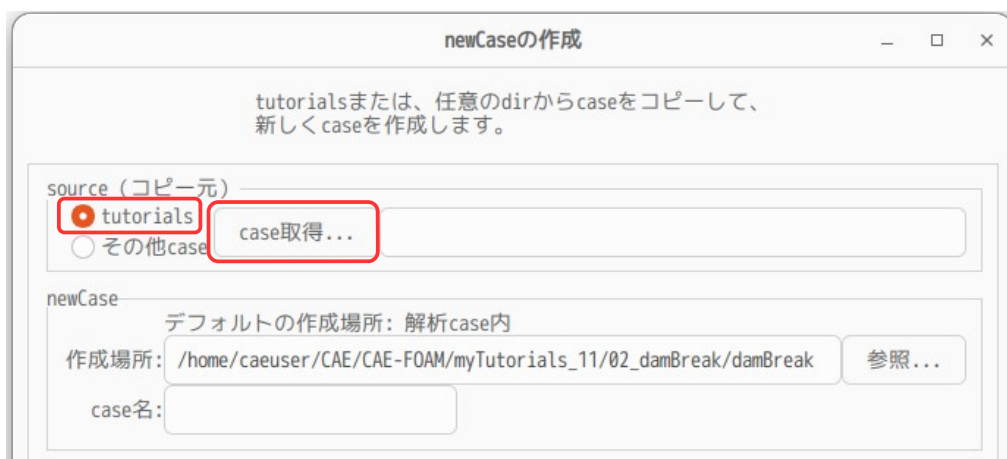 newCaseの作成
tutorialsまたは、任意のdirからcaseをコピーして、
新しくcaseを作成します。
source（コピー元）
tutorials
case取得...
その他case
newCase
デフォルトの作成場所: 解析case内
作成場所: /home/caeuser/CAE/CAE-FOAM/myTutorials_11/02_damBreak/damBreak 参照...
case名: